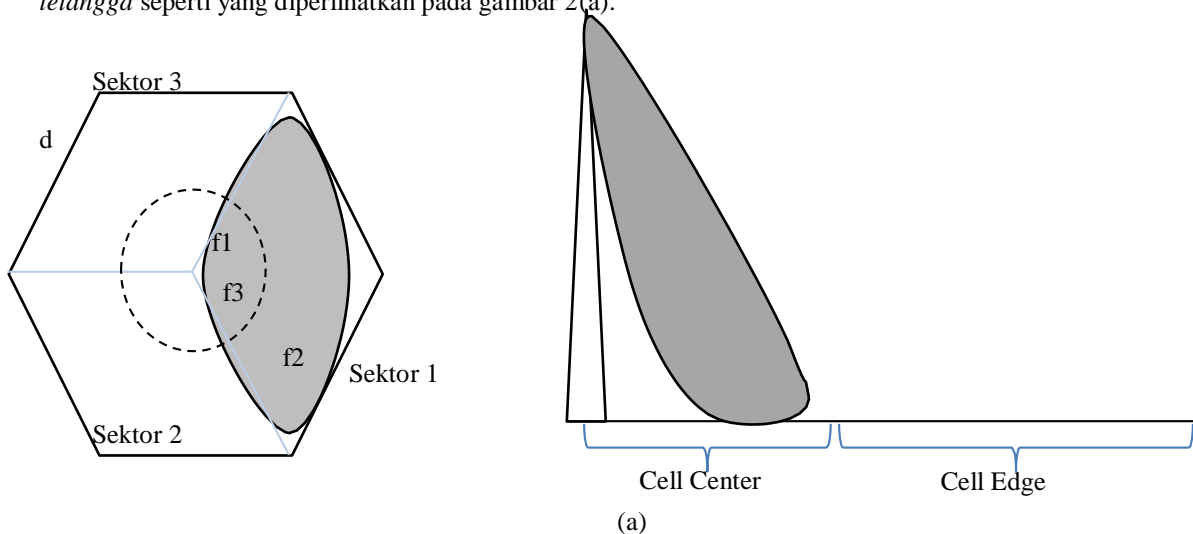 tetangga seperti yang diperlihatkan pada gambar 2(a).
Sektor 3
d
f1
f3
f2
Sektor 1
Sektor 2
Cell Center
Cell Edge
(a)